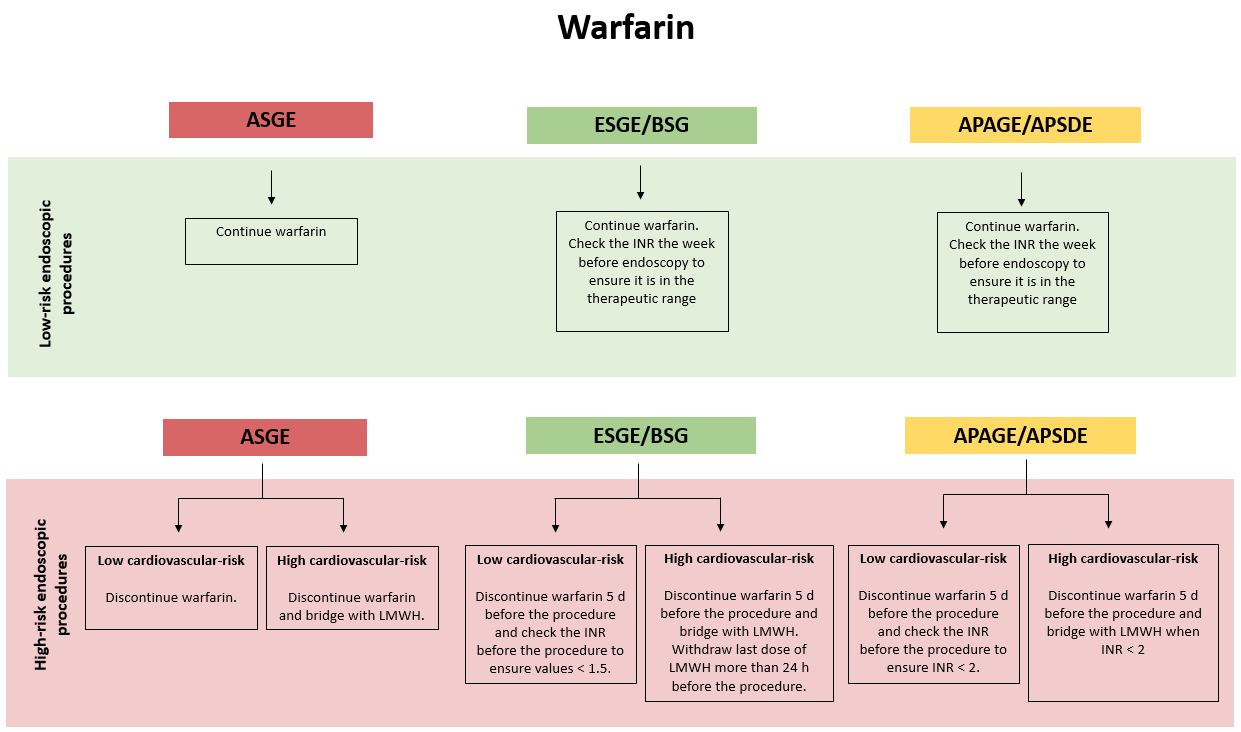 Warfarin
ASGE
ESGE/BSG
APAGE/APSDE
Low-risk endoscopic
procedures
Continue warfarin
Continue warfarin.
Check the INR the week
before endoscopy to
ensure it is in the
therapeutic range
Continue warfarin.
Check the INR the week
before endoscopy to
ensure it is in the
therapeutic range
ASGE
ESGE/BSG
APAGE/APSDE
High-risk endoscopic
procedures
Low cardiovascular-risk
Discontinue warfarin.
High cardiovascular-risk
Discontinue warfarin
and bridge with LMWH.
Low cardiovascular-risk
Discontinue warfarin 5 d
before the procedure
and check the INR
before the procedure to
ensure values < 1.5.
High cardiovascular-risk
Discontinue warfarin 5 d
before the procedure and
bridge with LMWH.
Withdraw last dose of
LMWH more than 24 h
before the procedure.
Low cardiovascular-risk
Discontinue warfarin 5 d
before the procedure
and check the INR
before the procedure to
ensure INR < 2.
High cardiovascular-risk
Discontinue warfarin 5 d
before the procedure and
bridge with LMWH when
INR < 2